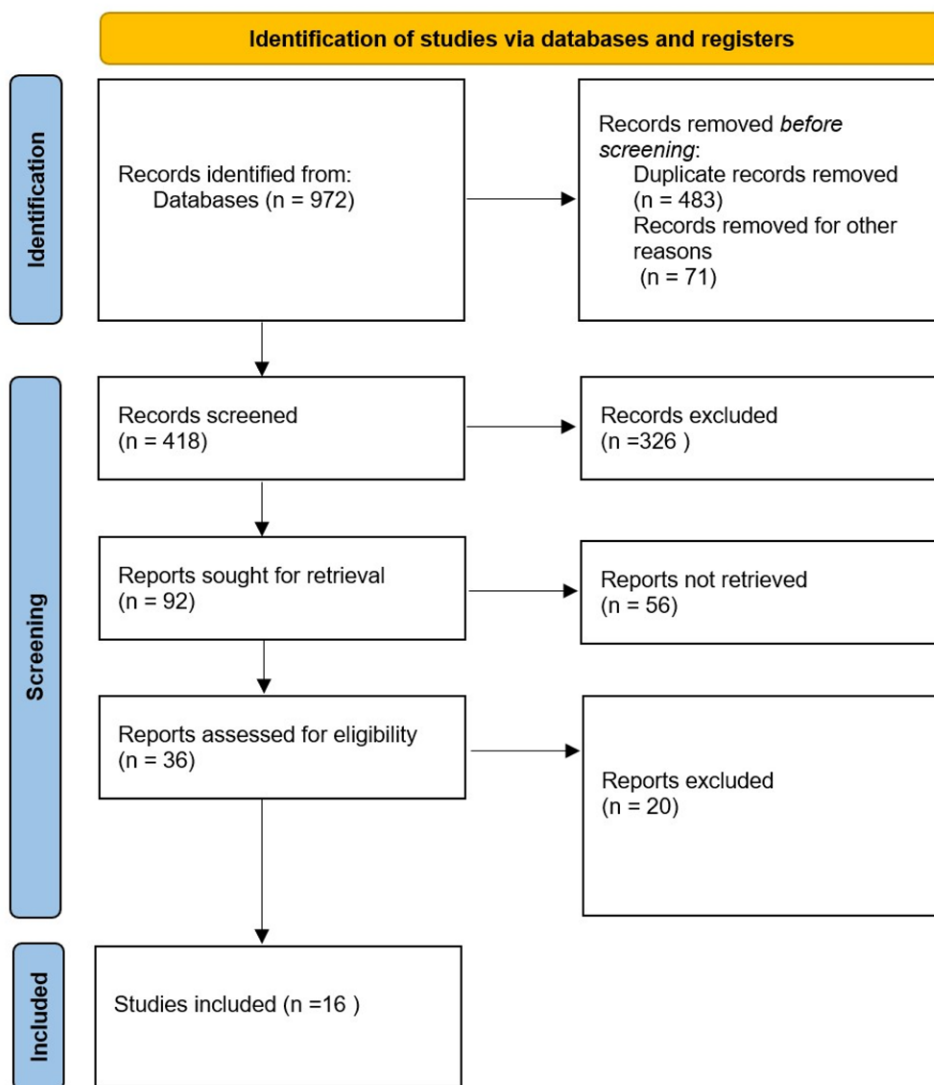 Identification of studies via databases and registers
Identification
Records identified from:
Databases (n = 972)
Records removed before
screening:
Duplicate records removed
(n = 483)
Records removed for other
reasons
(n = 71)
Screening
Records screened
(n = 418)
Records excluded
(n =326 )
Reports sought for retrieval
(n = 92)
Reports not retrieved
(n = 56)
Reports assessed for eligibility
(n = 36)
Reports excluded
(n = 20)
Included
Studies included (n =16 )